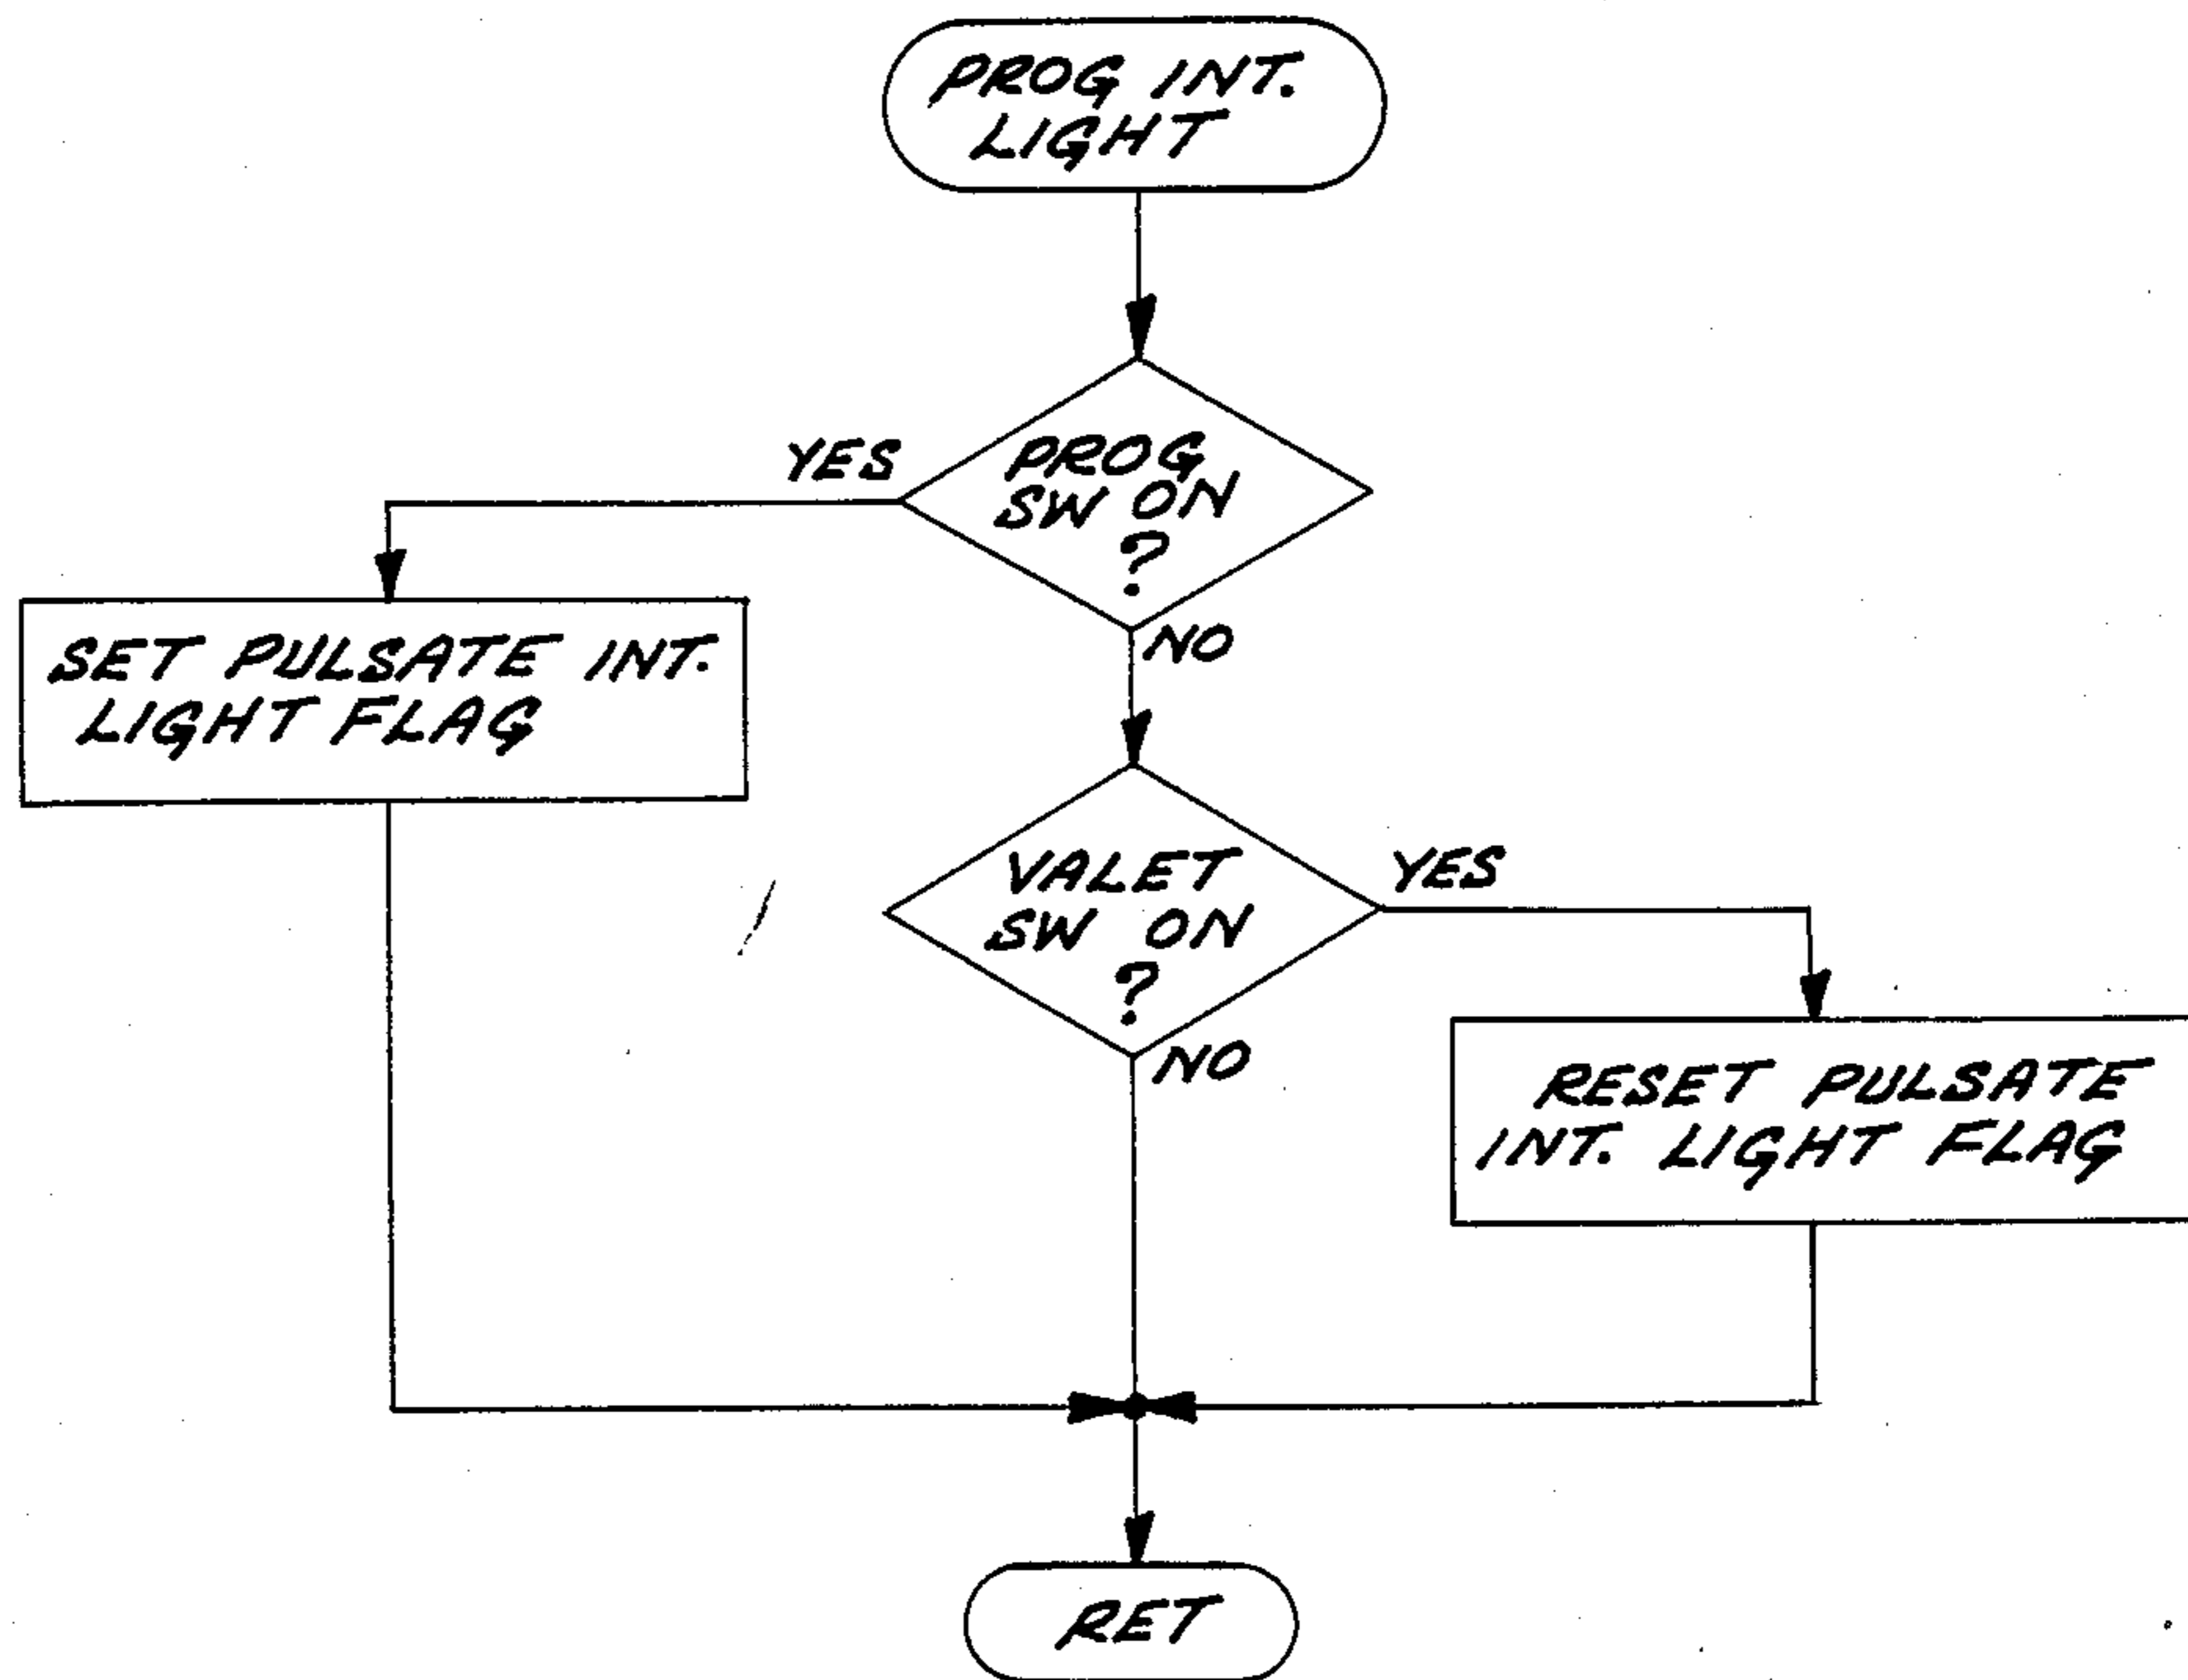 PROG INT.
LIGHT
YES
PROG
SW ON
?
NO
SET PULSATE INT.
LIGHT FLAG
VALET
SW ON
?
YES
NO
RESET PULSATE
INT. LIGHT FLAG
RET